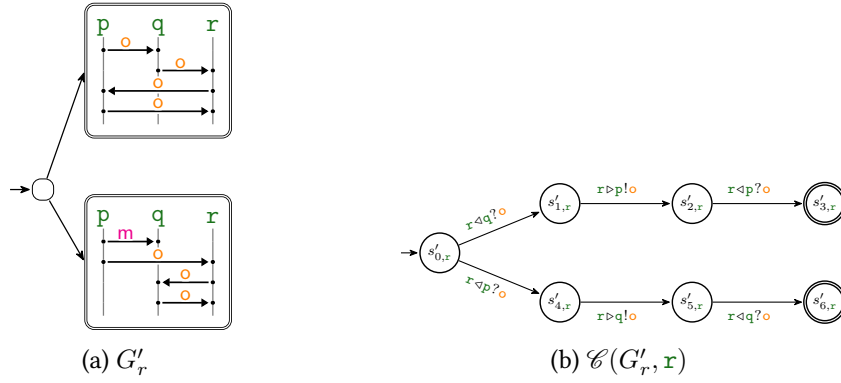 p q r
o
o
o
o
p q r
m
o
o
o
(a) G′ᵣ
s′₀,ᵣ
r◁q?o
s′₁,ᵣ
r▷p!o
s′₂,ᵣ
r◁p?o
s′₃,ᵣ
r◁p?o
s′₄,ᵣ
r▷q!o
s′₅,ᵣ
r◁q?o
s′₆,ᵣ
(b) 𝒞(G′ᵣ, r)